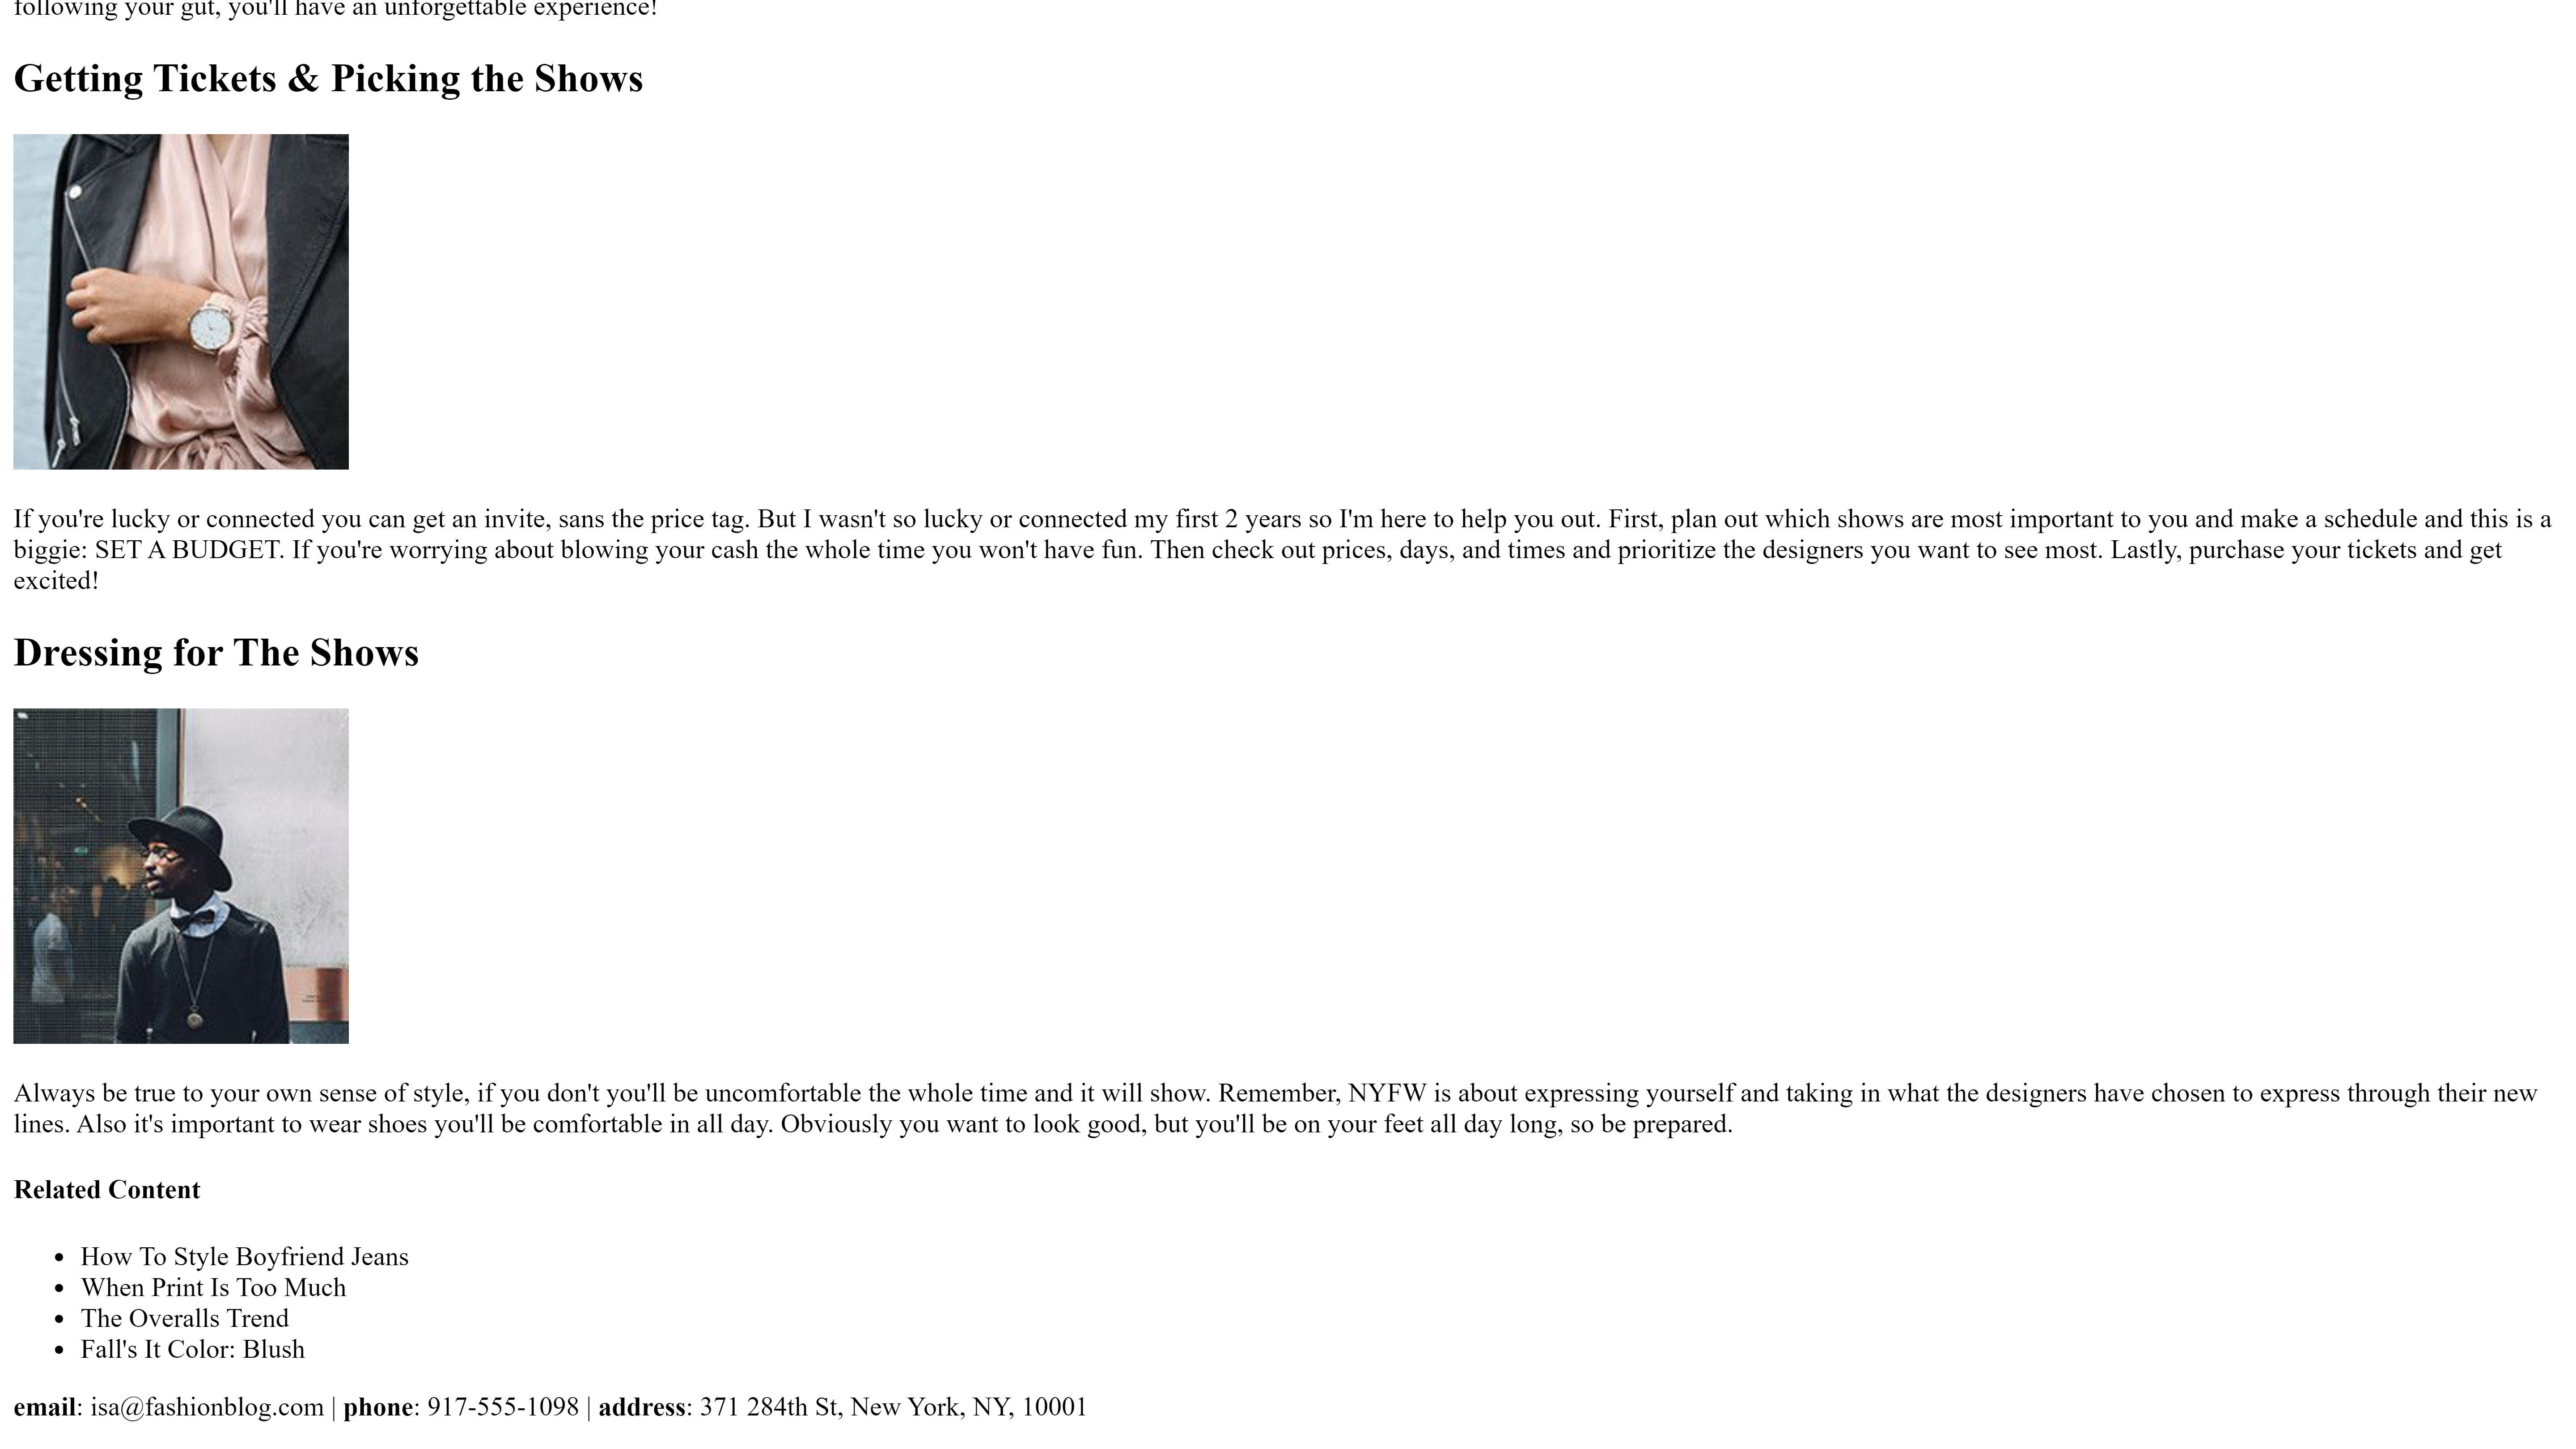 following your gut, you'll have an unforgettable experience!
Getting Tickets & Picking the Shows
If you're lucky or connected you can get an invite, sans the price tag. But I wasn't so lucky or connected my first 2 years so I'm here to help you out. First, plan out which shows are most important to you and make a schedule and this is a
biggie: SET A BUDGET. If you're worrying about blowing your cash the whole time you won't have fun. Then check out prices, days, and times and prioritize the designers you want to see most. Lastly, purchase your tickets and get
excited!
Dressing for The Shows
Always be true to your own sense of style, if you don't you'll be uncomfortable the whole time and it will show. Remember, NYFW is about expressing yourself and taking in what the designers have chosen to express through their new
lines. Also it's important to wear shoes you'll be comfortable in all day. Obviously you want to look good, but you'll be on your feet all day long, so be prepared.
Related Content
• How To Style Boyfriend Jeans
• When Print Is Too Much
• The Overalls Trend
• Fall's It Color: Blush
email: isa@fashionblog.com | phone: 917-555-1098 | address: 371 284th St, New York, NY, 10001